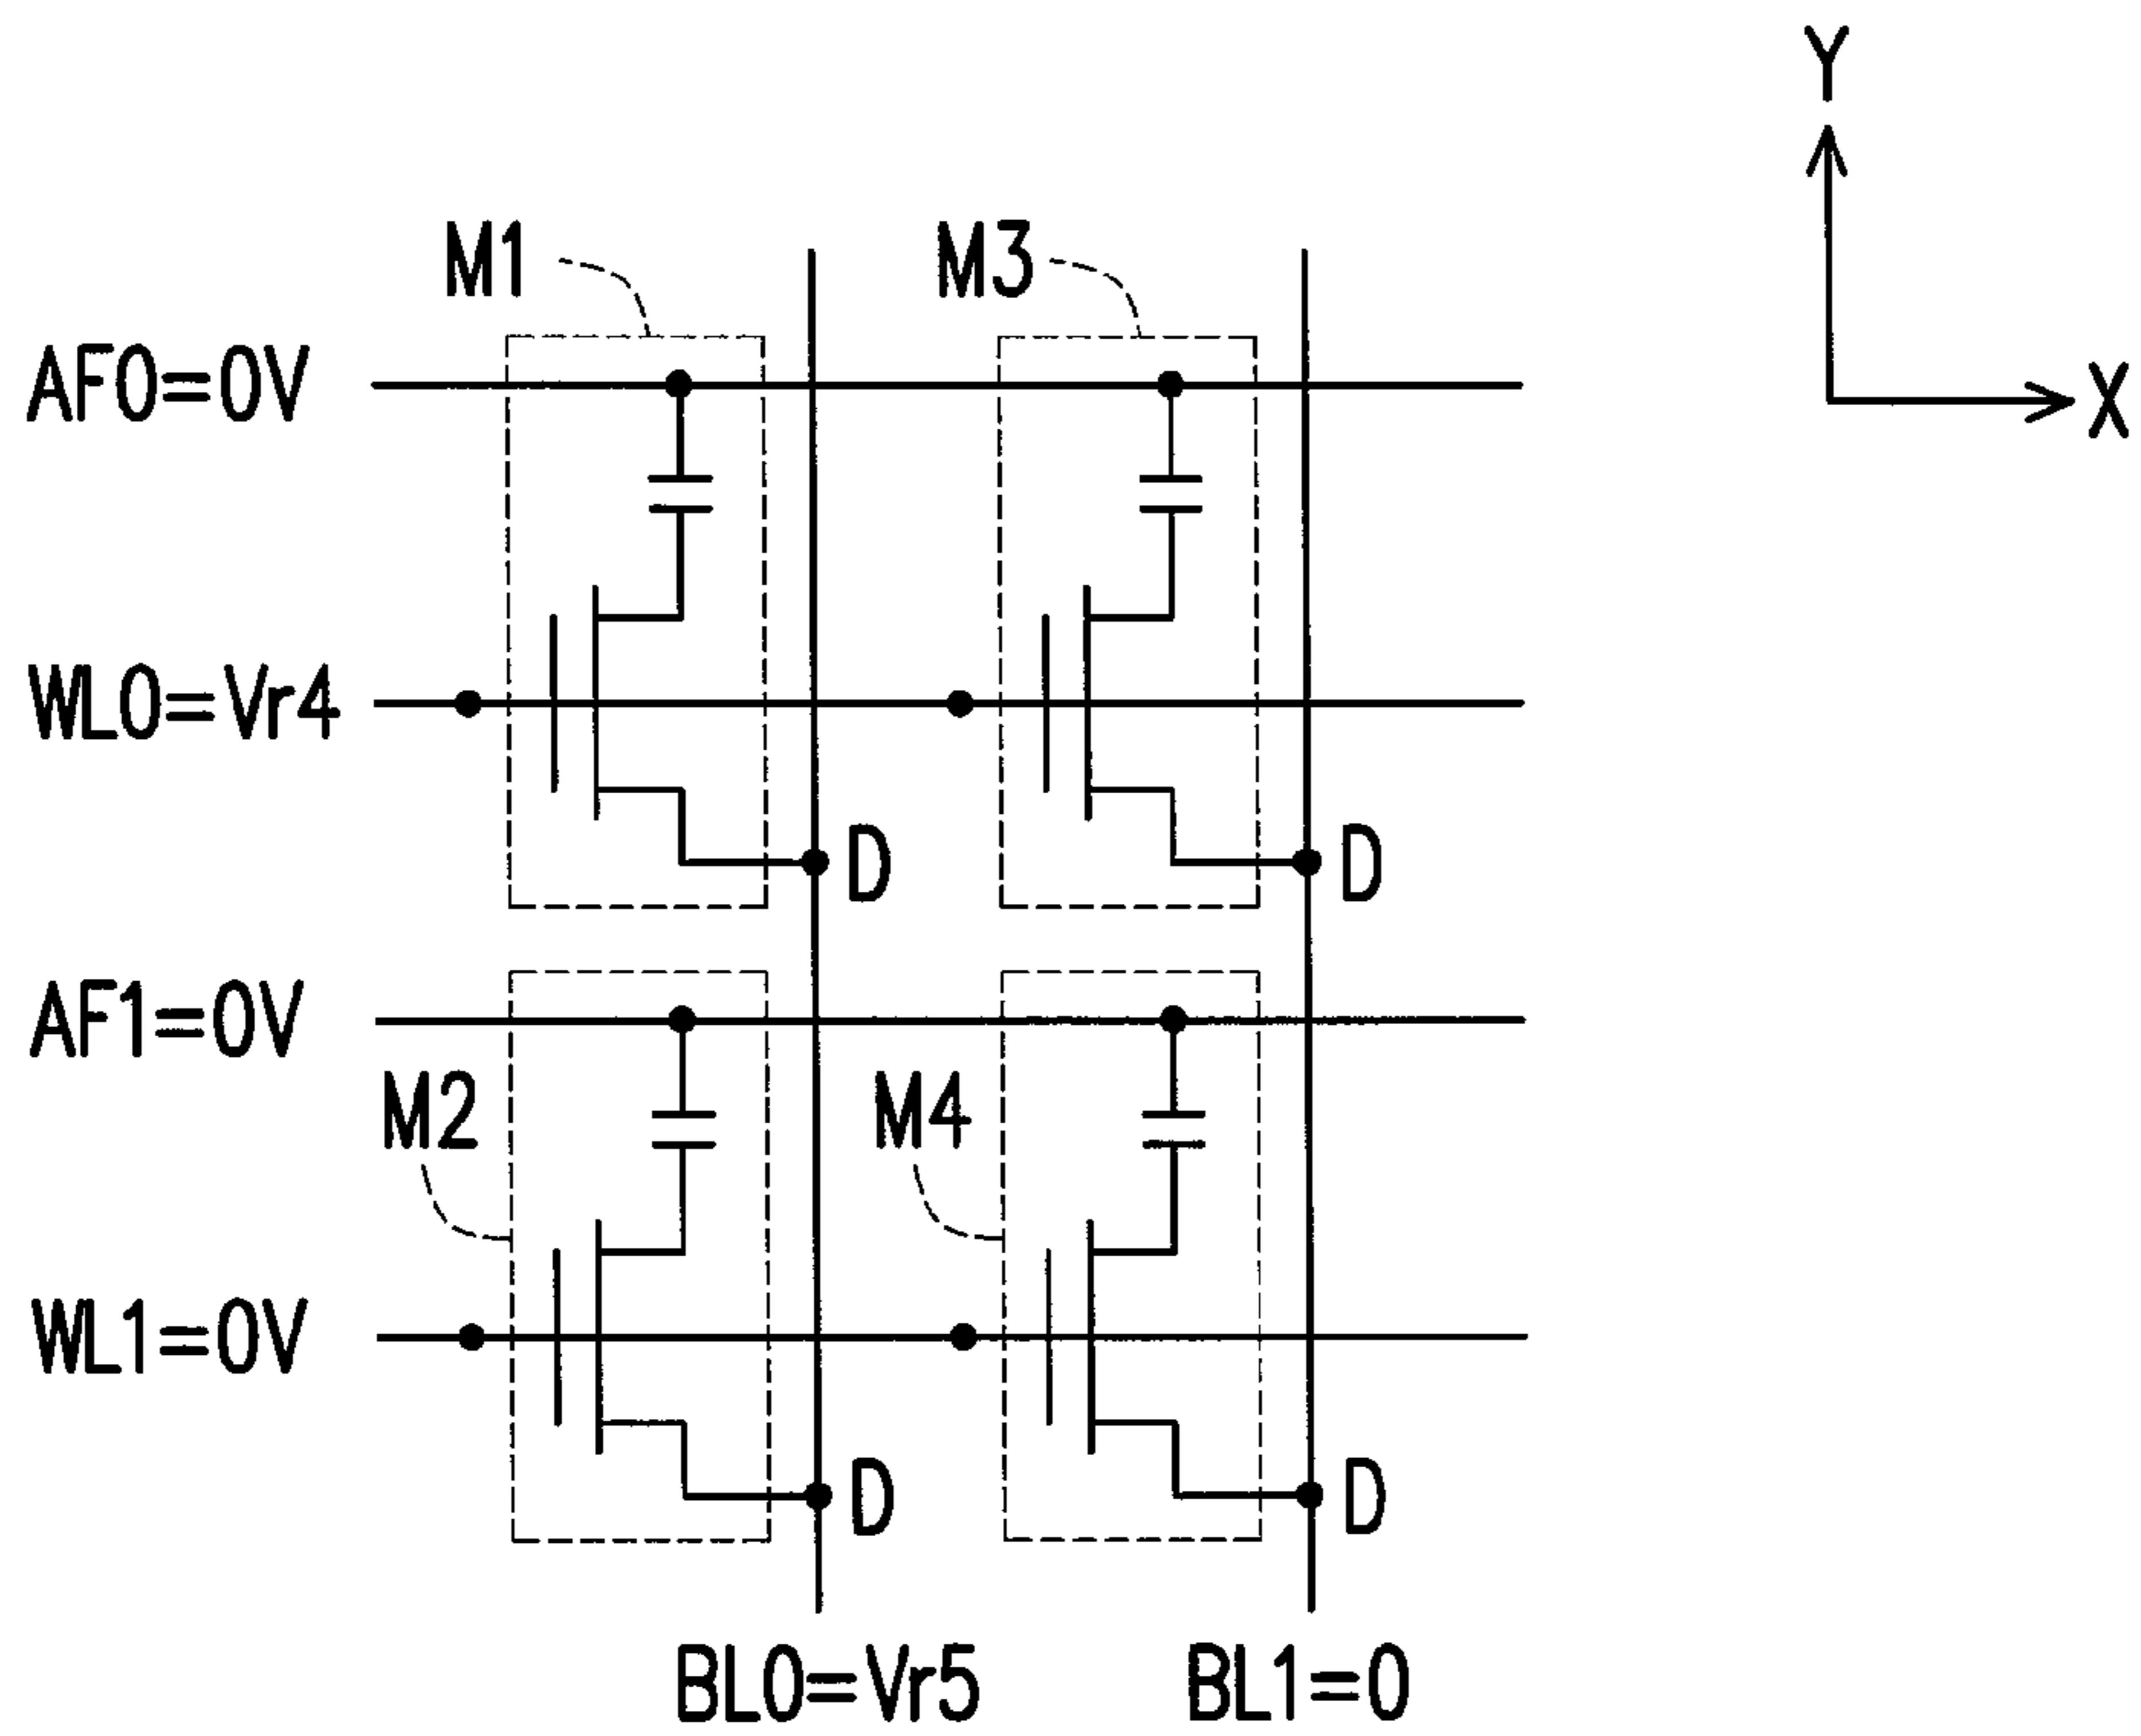 Y
M1
M3
AF0=0V
X
WL0=Vr4
D
D
AF1=0V
M2
M4
WL1=0V
D
D
BL0=Vr5
BL1=0